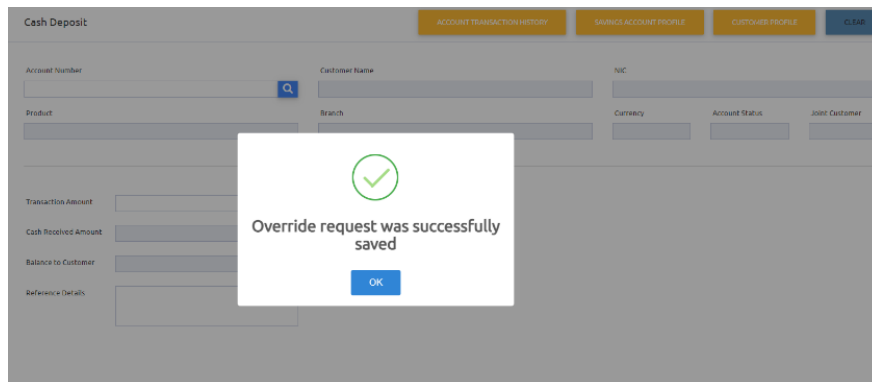 Cash Deposit
ACCOUNT TRANSACTION HISTORY
SAVINGS ACCOUNT PROFILE
CUSTOMER PROFILE
CLEAR
Account Number
Customer Name
NIC
Product
Branch
Currency
Account Status
Joint Customer
Transaction Amount
Cash Received Amount
Balance to Customer
Reference Details
Override request was successfully
saved
OK